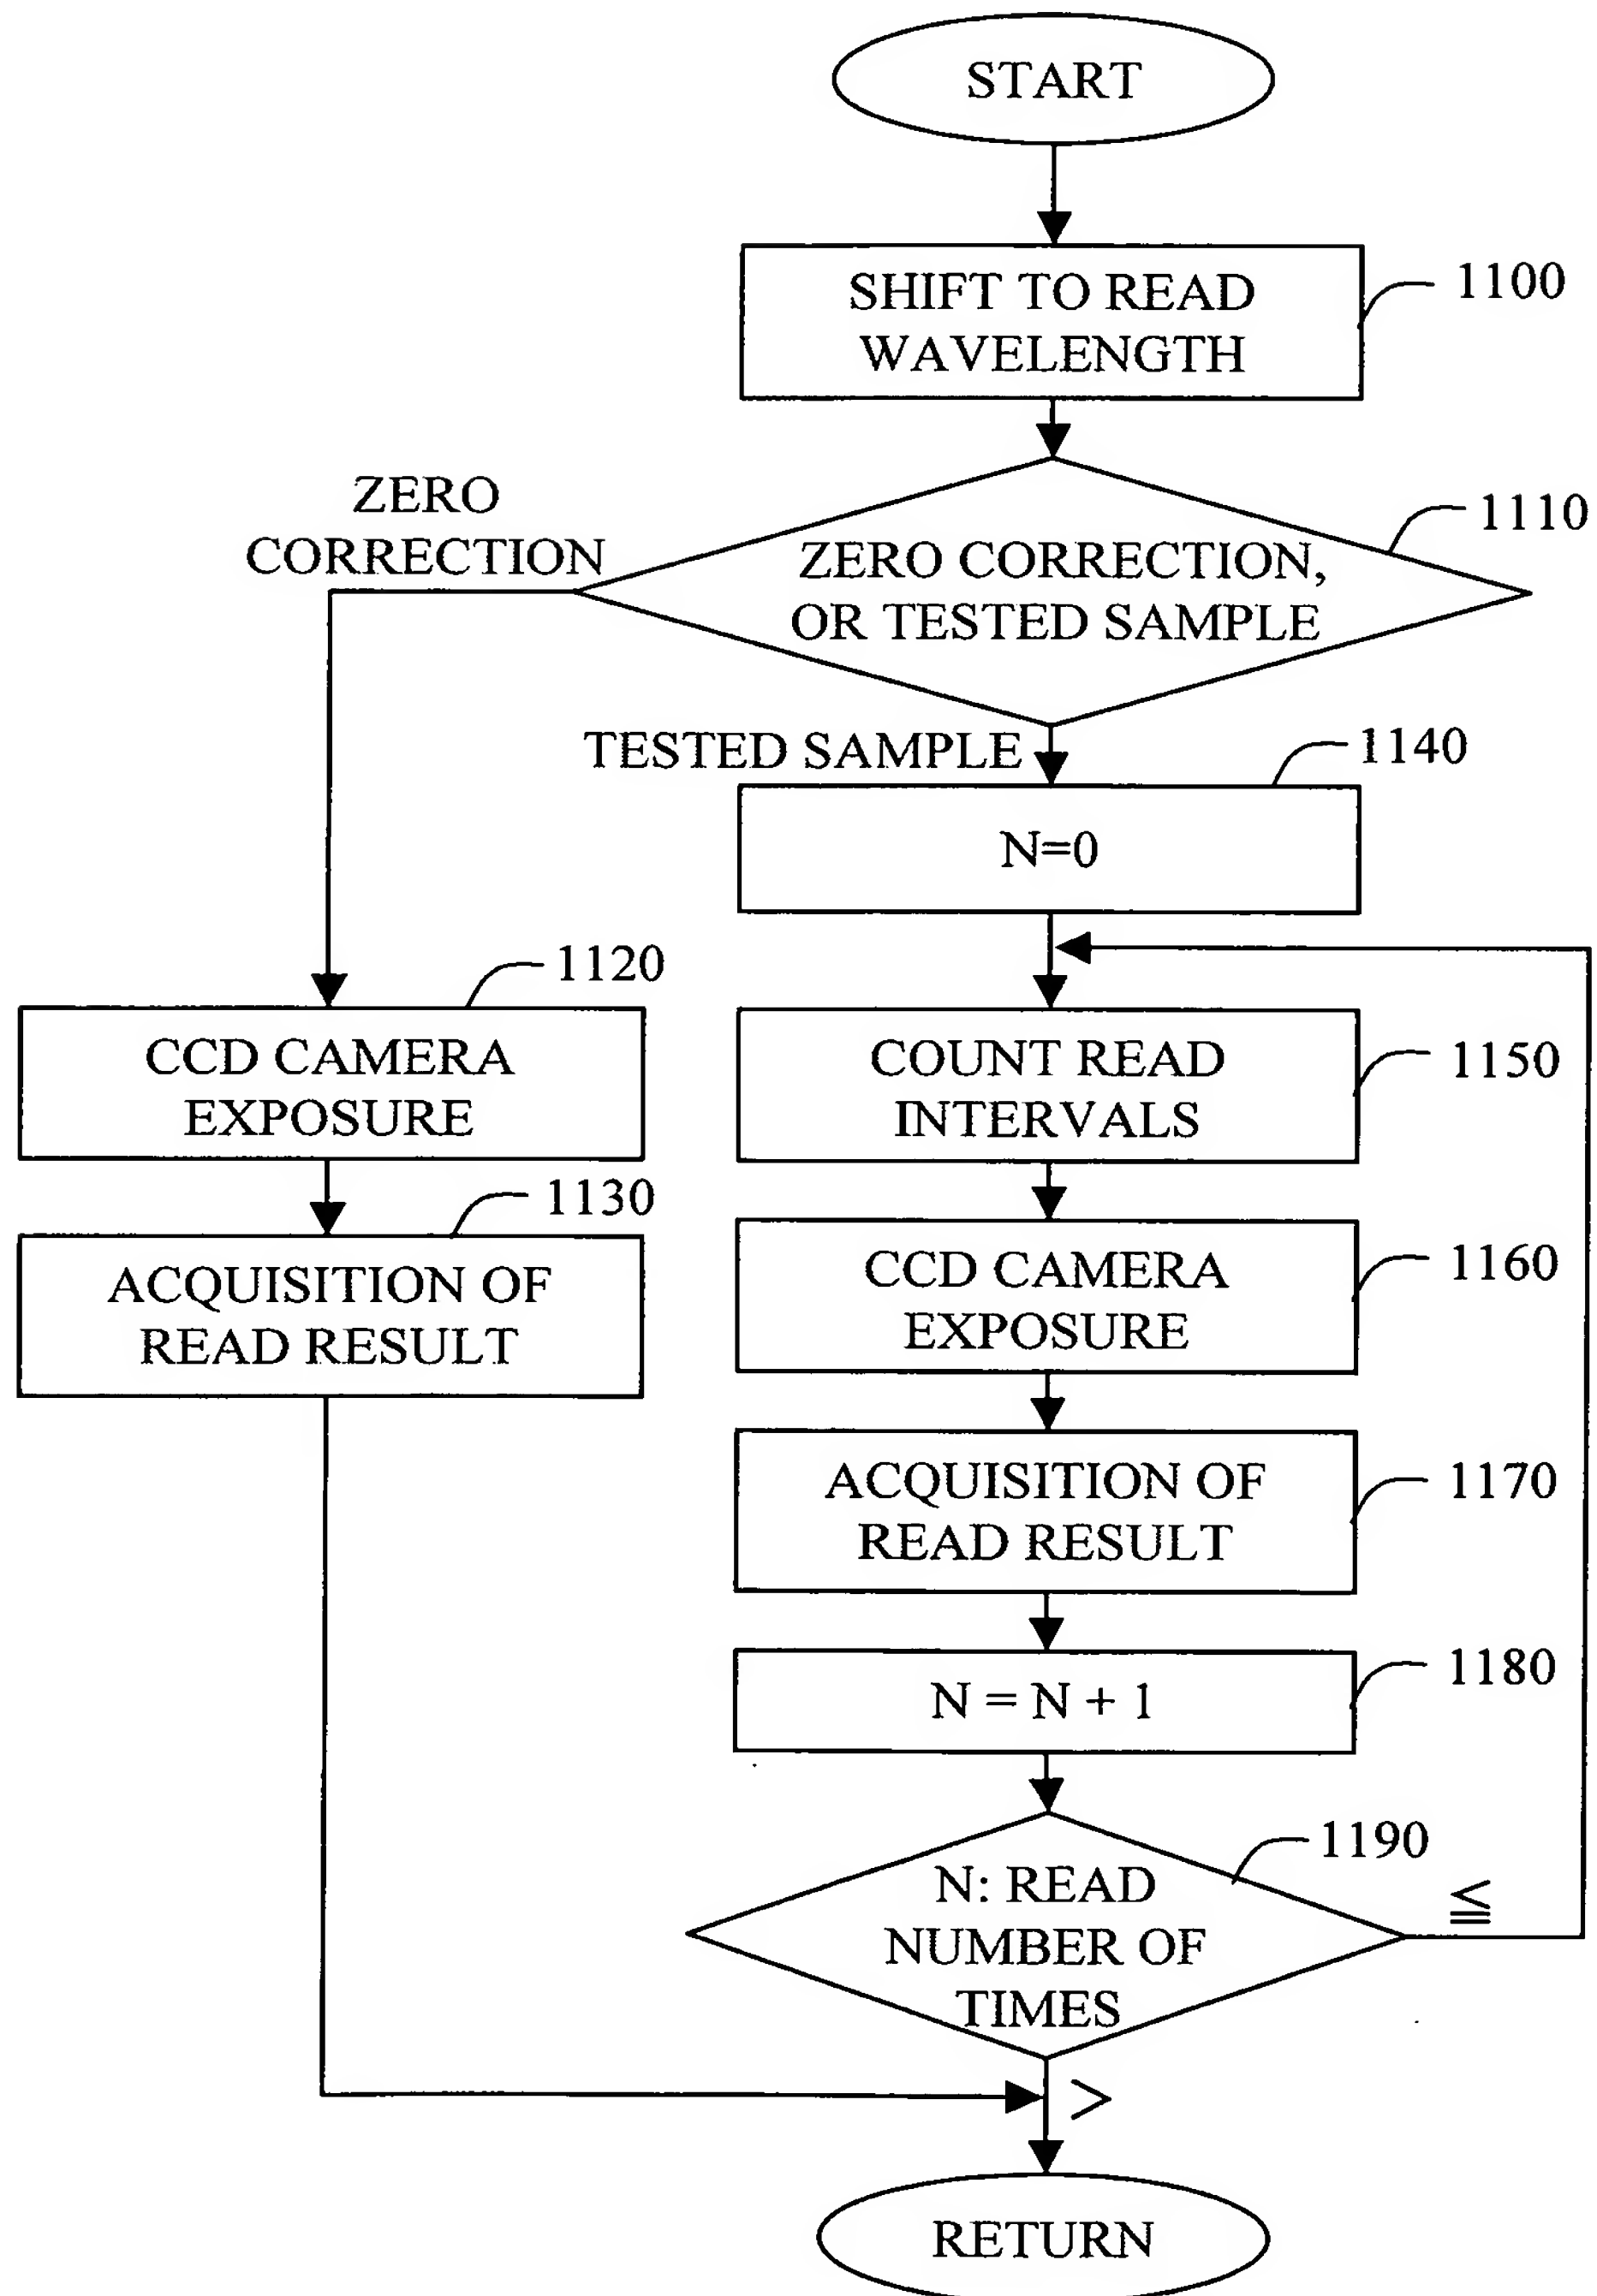 START
SHIFT TO READ
WAVELENGTH
1100
ZERO
CORRECTION
ZERO CORRECTION,
OR TESTED SAMPLE
1110
TESTED SAMPLE
1140
N=0
1120
CCD CAMERA
EXPOSURE
COUNT READ
INTERVALS
1150
1130
ACQUISITION OF
READ RESULT
CCD CAMERA
EXPOSURE
1160
ACQUISITION OF
READ RESULT
1170
N = N + 1
1180
1190
N: READ
NUMBER OF
TIMES
≦
>
RETURN